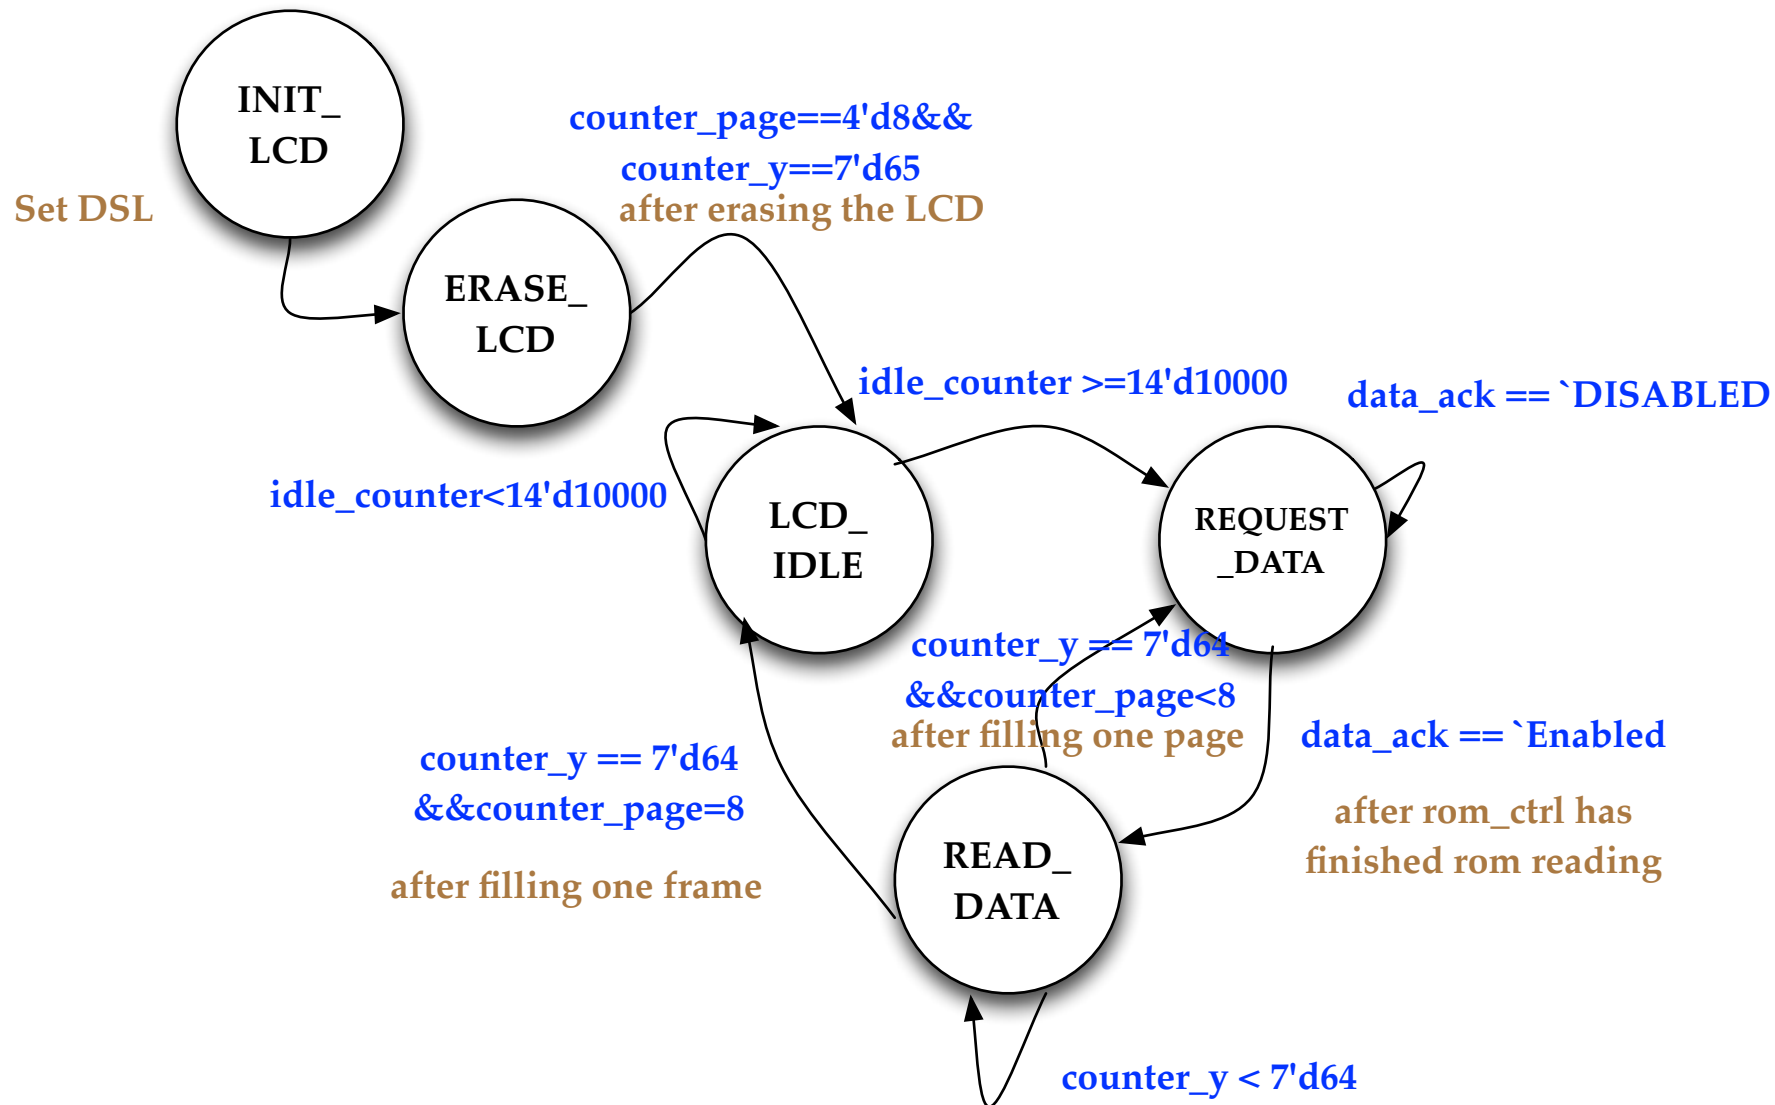 INIT_
LCD
Set DSL
counter_page==4'd8&&
counter_y==7'd65
after erasing the LCD
ERASE_
LCD
idle_counter >=14'd10000
data_ack == `DISABLED
idle_counter<14'd10000
LCD_
IDLE
REQUEST
_DATA
counter_y == 7'd64
&&counter_page<8
after filling one page
data_ack == `Enabled
after rom_ctrl has
finished rom reading
counter_y == 7'd64
&&counter_page=8
after filling one frame
READ_
DATA
counter_y < 7'd64